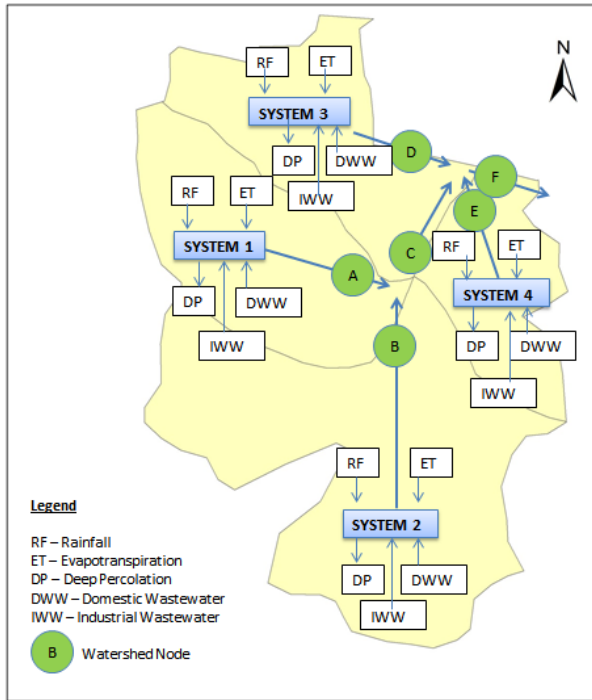 N
RF ET
SYSTEM 3
DP DWW
IWW
D
F
E
RF ET
SYSTEM 1
DP DWW
IWW
A
C
RF ET
SYSTEM 4
DP DWW
IWW
B
RF ET
SYSTEM 2
DP DWW
IWW
Legend
RF – Rainfall
ET – Evapotranspiration
DP – Deep Percolation
DWW – Domestic Wastewater
IWW – Industrial Wastewater
B Watershed Node